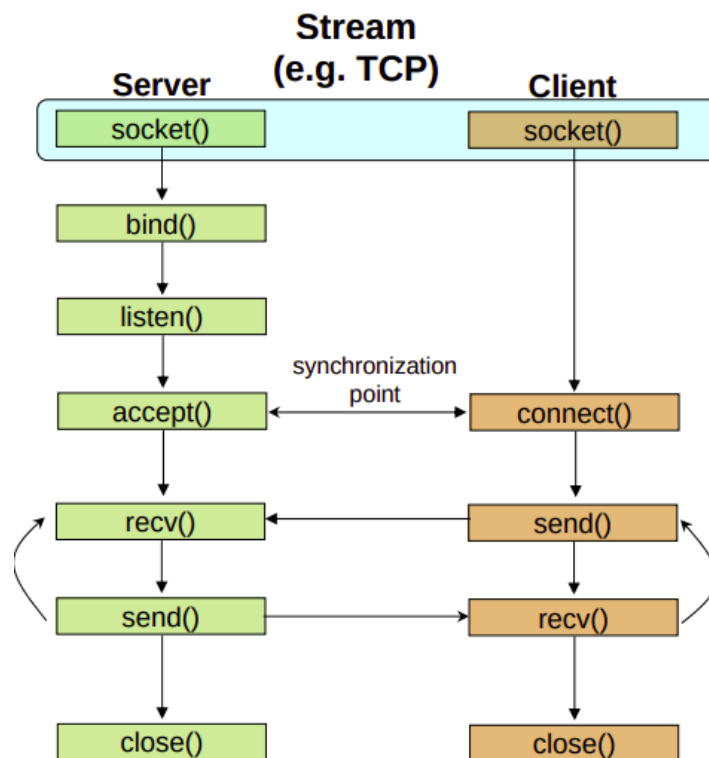 Stream
(e.g. TCP)
Server
Client
socket()
socket()
bind()
listen()
synchronization
point
accept()
connect()
recv()
send()
send()
recv()
close()
close()